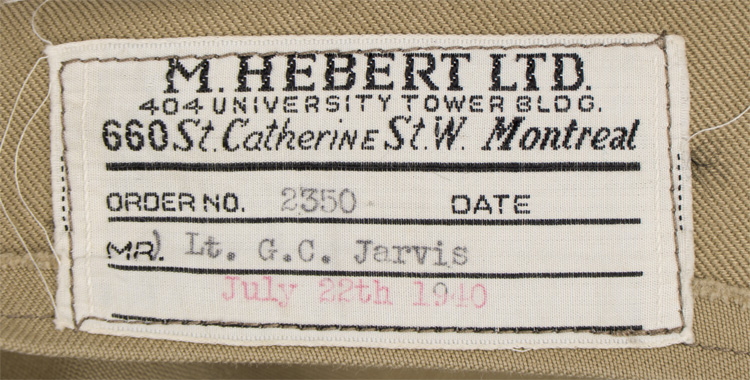 M. HEBERT LTD.
404 UNIVERSITY TOWER BLDG.
660 St. Catherine St. W. Montreal
ORDER NO. 2350 DATE
MR. Lt. G.C. Jarvis
July 22th 1940